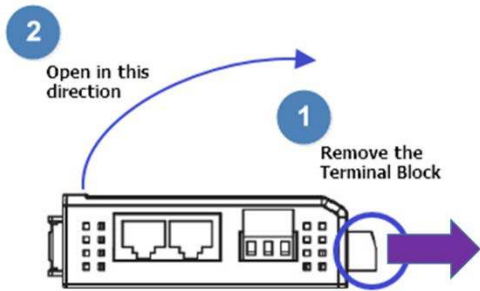 2
Open in this
direction
1
Remove the
Terminal Block